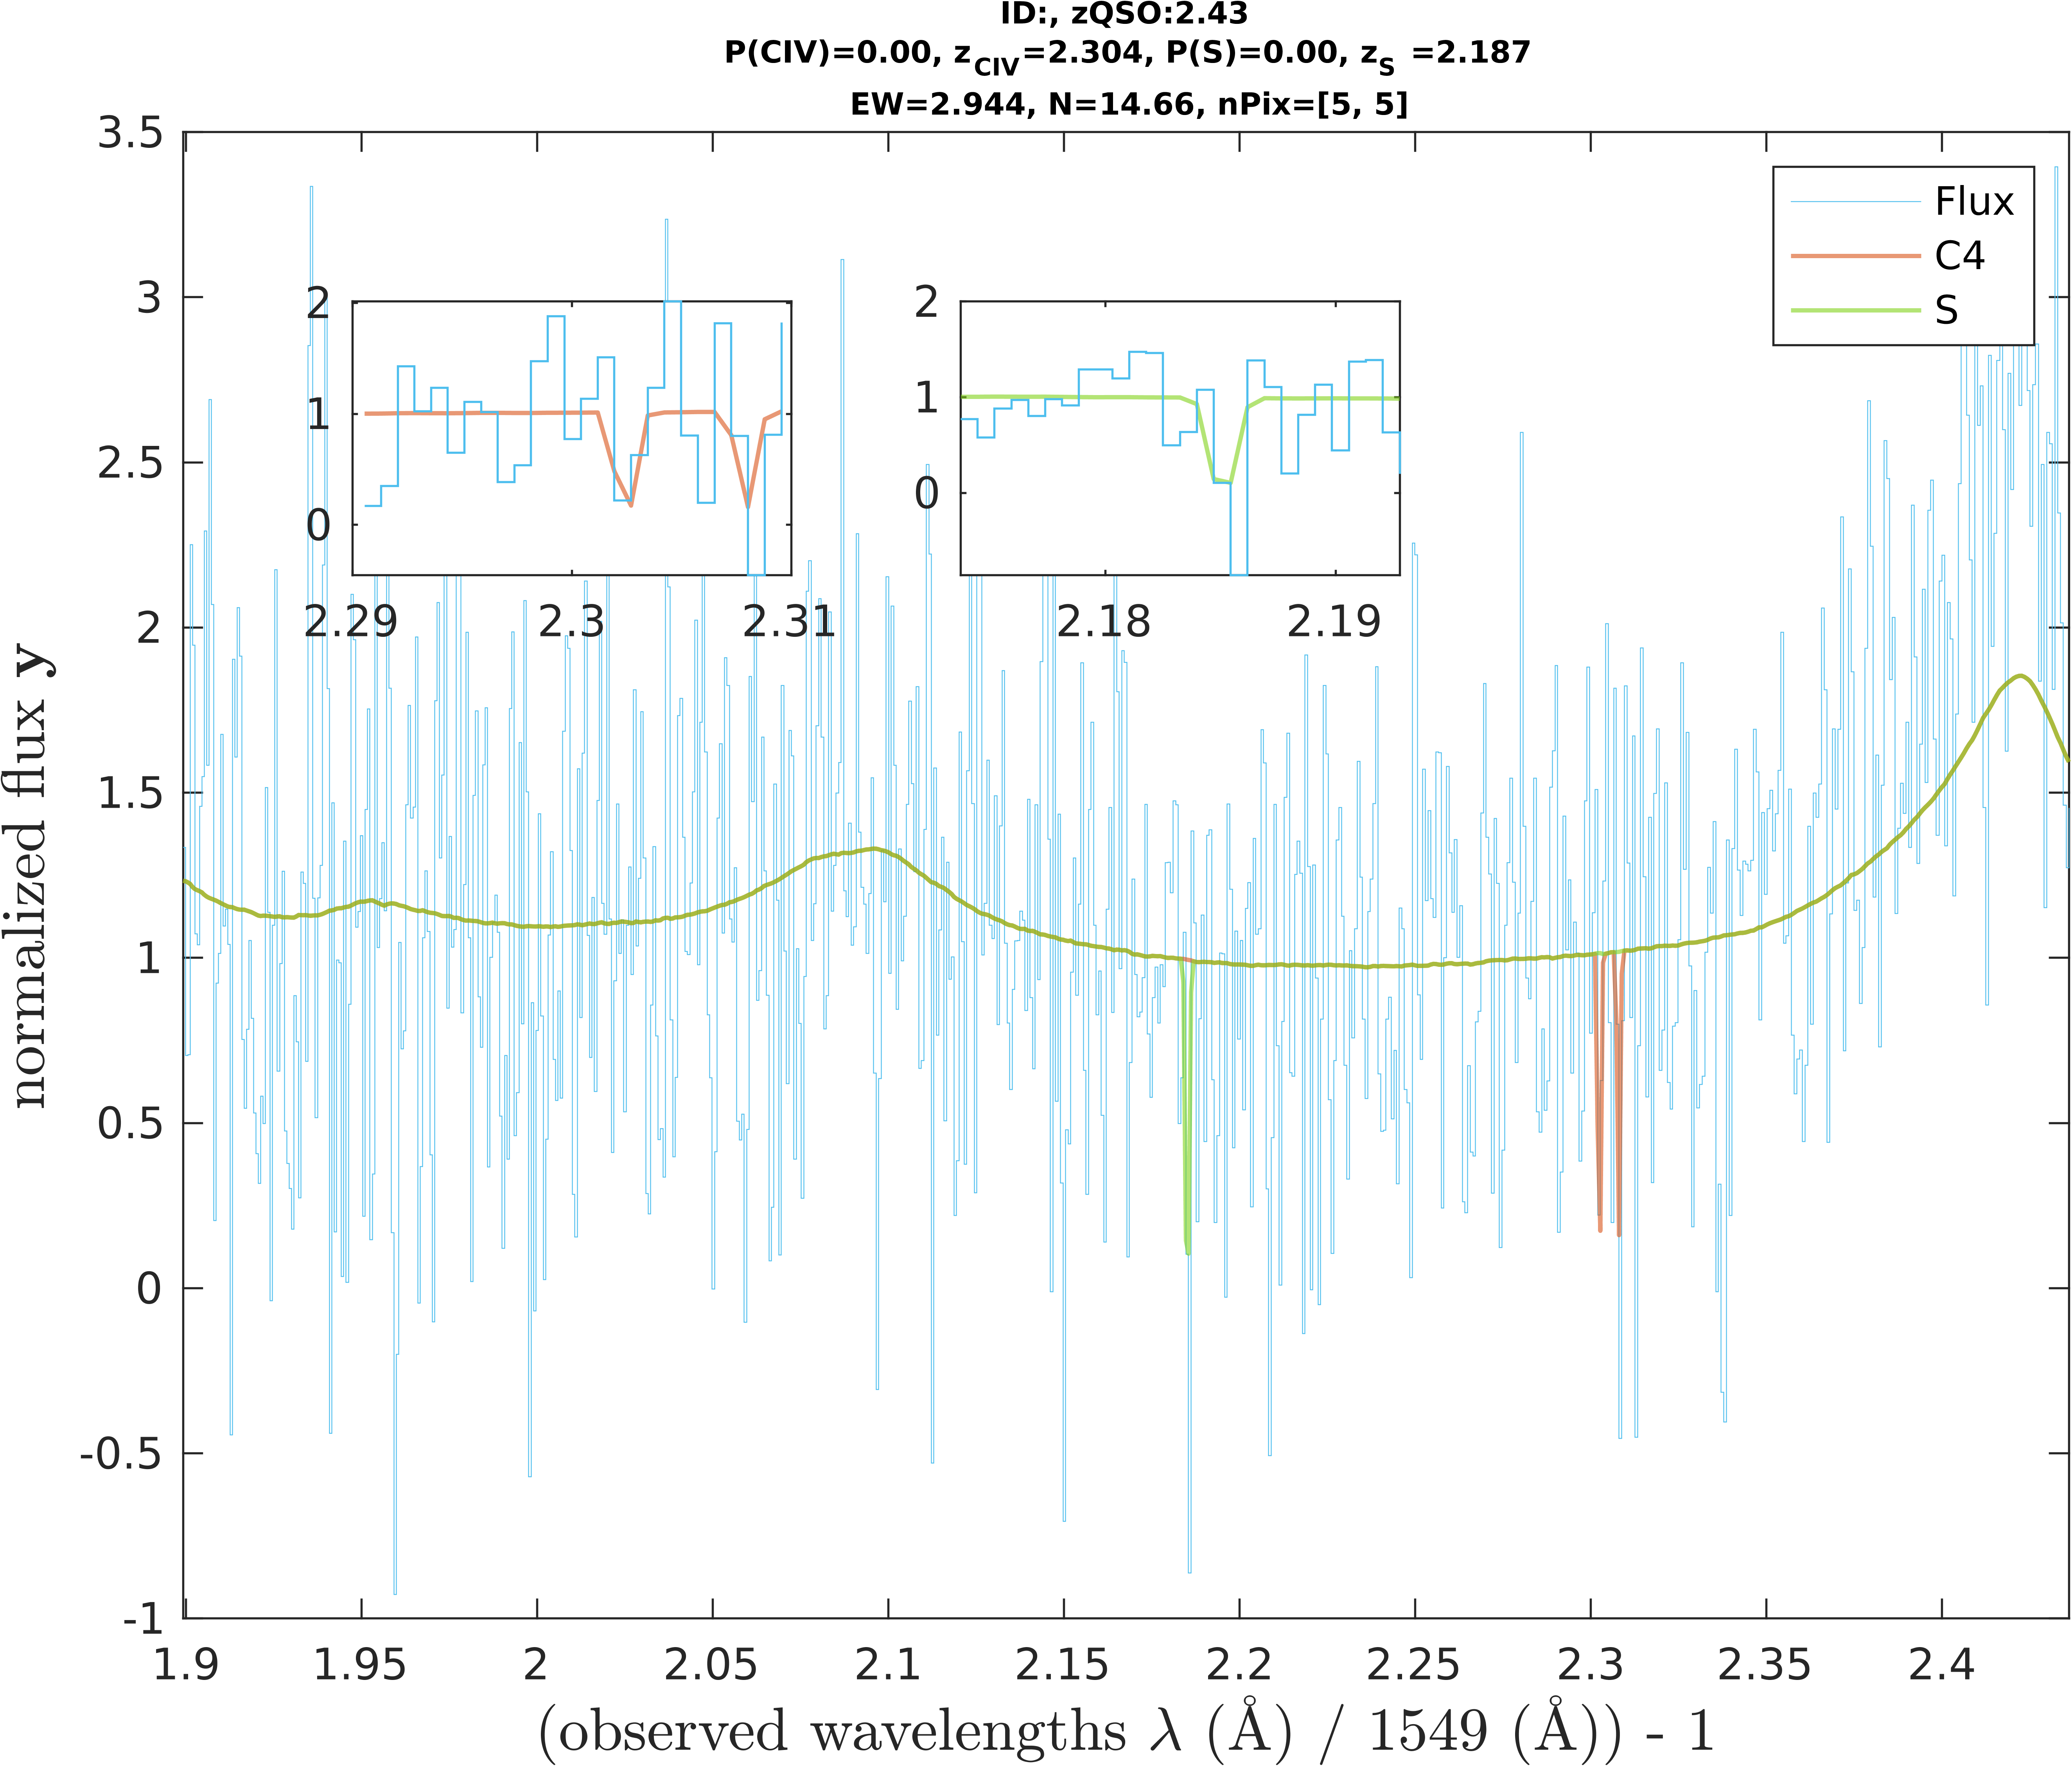 ID:, zQSO:2.43
P(CIV)=0.00, zCIV=2.304, P(S)=0.00, zS =2.187
EW=2.944, N=14.66, nPix=[5, 5]
3.5
3
2.5
2
1.5
1
0.5
0
-0.5
-1
normalized flux y
2
1
0
2.29 2.3 2.31
2
1
0
2.18 2.19
Flux
C4
S
1.9 1.95 2 2.05 2.1 2.15 2.2 2.25 2.3 2.35 2.4
(observed wavelengths λ (Å) / 1549 (Å)) - 1